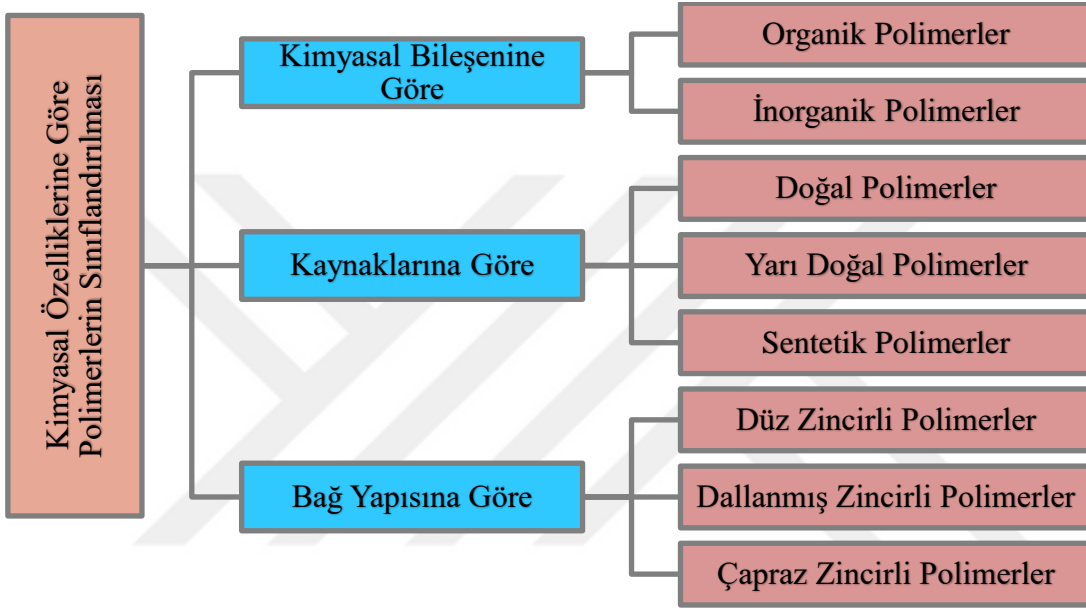 Kimyasal Özelliklerine Göre
Polimerlerin Sınıflandırılması
Kimyasal Bileşenine
Göre
Organik Polimerler
İnorganik Polimerler
Kaynaklarına Göre
Doğal Polimerler
Yarı Doğal Polimerler
Sentetik Polimerler
Bağ Yapısına Göre
Düz Zincirli Polimerler
Dallanmış Zincirli Polimerler
Çapraz Zincirli Polimerler